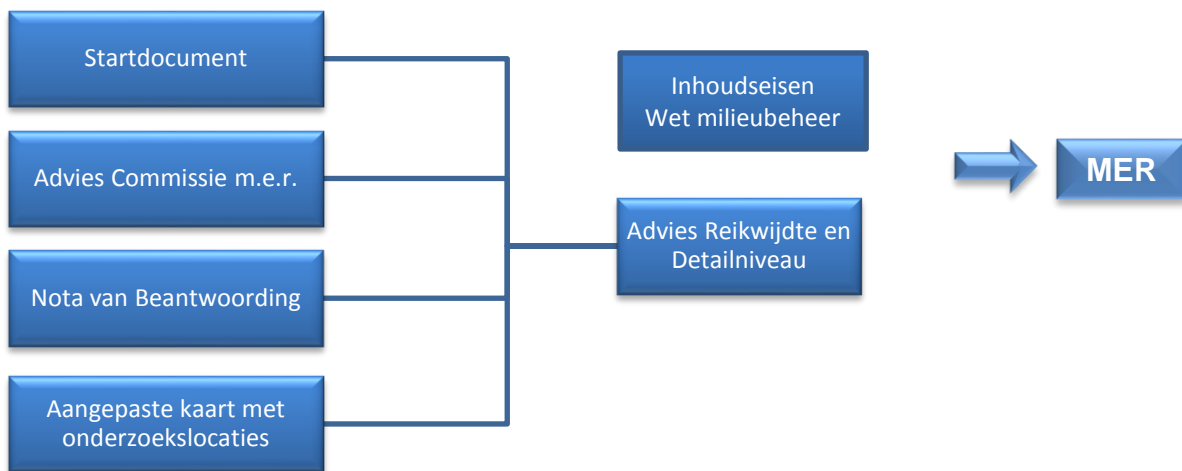 Startdocument
Advies Commissie m.e.r.
Nota van Beantwoording
Aangepaste kaart met
onderzoekslocaties
Inhoudseisen
Wet milieubeheer
Advies Reikwijdte en
Detailniveau
MER